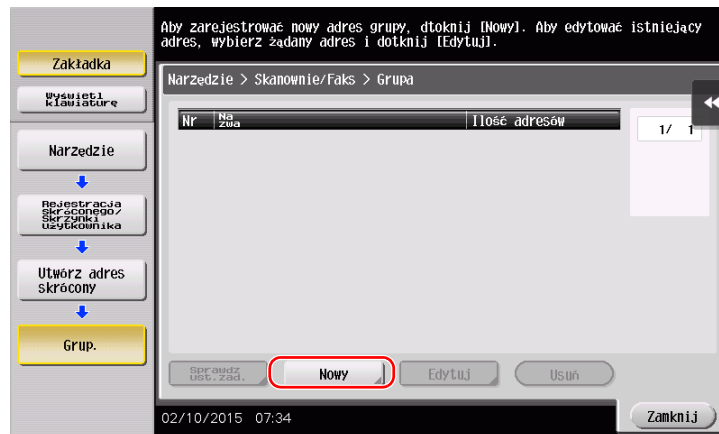 Aby zarejestrować nowy adres grupy, dtoknij [Nowy]. Aby edytować istniejący
adres, wybierz żądany adres i dotknij [Edytuj].
Zakładka
Wyświetl
klawiaturę
Narzędzie
Rejestracja
skróconego/
Skrzynki
użytkownika
Utwórz adres
skrócony
Grup.
Narzędzie > Skanownie/Faks > Grupa
Nr
Na
zwa
Ilość adresów
1/ 1
Sprawdz
ust.zad.
Nowy
Edytuj
Usuń
02/10/2015 07:34
Zamknij